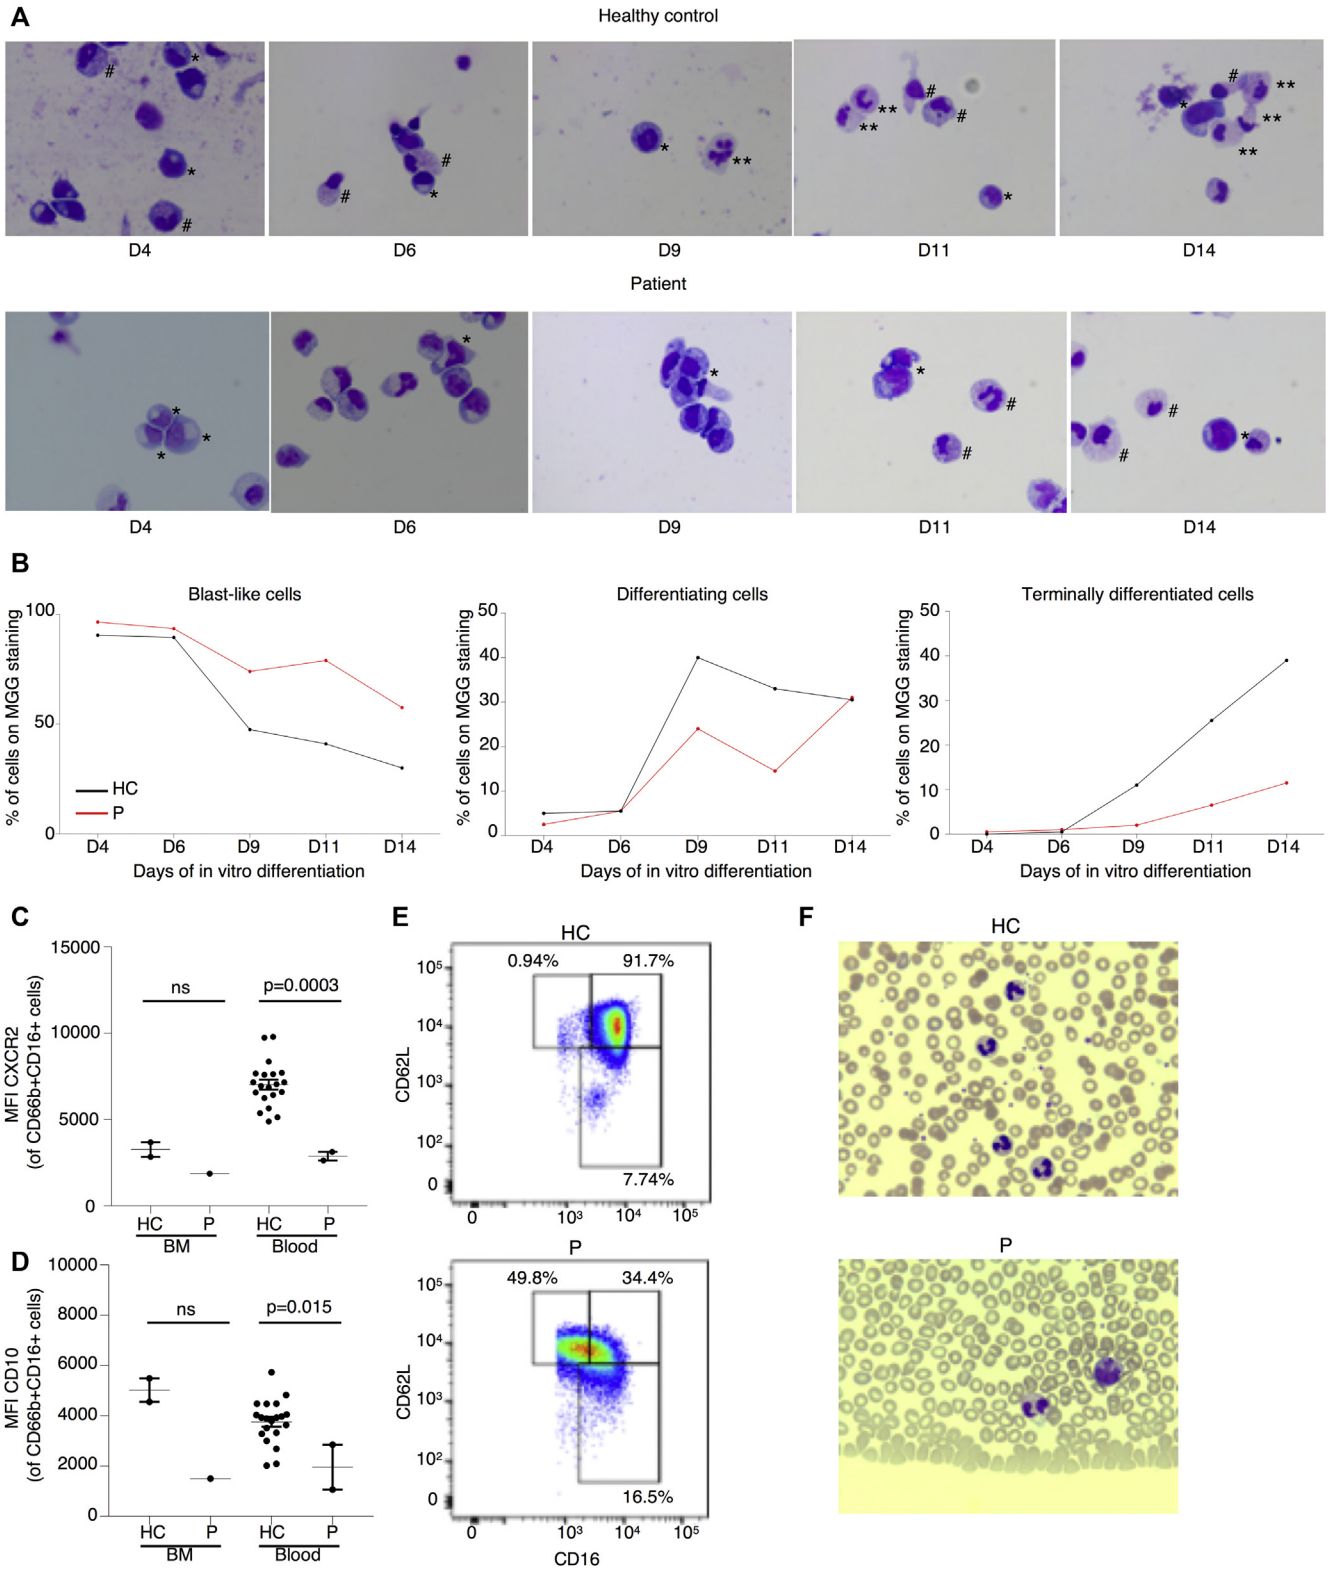 A
Healthy control
# * * #
# # *
* **
** ** # # *
* # ** ** **
D4 D6 D9 D11 D14
Patient
* * *
*
*
* # #
# # *
D4 D6 D9 D11 D14
B
Blast-like cells
% of cells on MGG staining
100
50
0
HC
P
D4 D6 D9 D11 D14
Days of in vitro differentiation
Differentiating cells
% of cells on MGG staining
50
40
30
20
10
0
D4 D6 D9 D11 D14
Days of in vitro differentiation
Terminally differentiated cells
% of cells on MGG staining
50
40
30
20
10
0
D4 D6 D9 D11 D14
Days of in vitro differentiation
C
MFI CXCR2
(of CD66b+CD16+ cells)
15000
10000
5000
0
ns
p=0.0003
HC P HC P
BM Blood
D
MFI CD10
(of CD66b+CD16+ cells)
10000
8000
6000
4000
2000
0
ns
p=0.015
HC P HC P
BM Blood
E
HC
0.94% 91.7%
7.74%
CD62L
10⁵
10⁴
10³
10²
0
0 10³ 10⁴ 10⁵
P
49.8% 34.4%
16.5%
CD62L
10⁵
10⁴
10³
10²
0
0 10³ 10⁴ 10⁵
CD16
F
HC
P